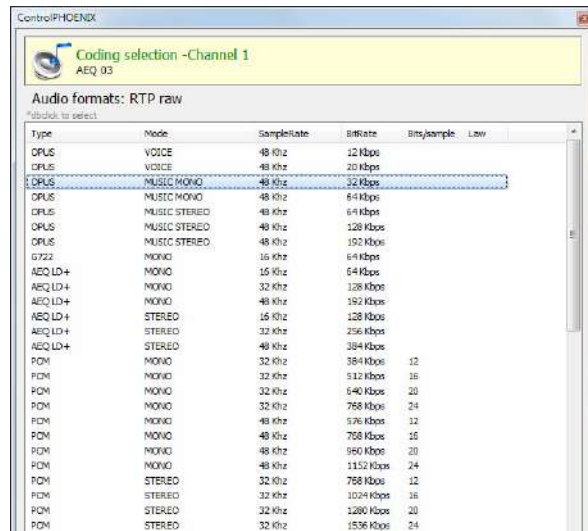 ControlPHOENIX
Coding selection -Channel 1
AEQ 03
Audio formats: RTP raw
*dbclick to select
Type Mode SampleRate BitRate Bits/sample Law
OPUS VOICE 48 Khz 12 Kbps
OPUS VOICE 48 Khz 20 Kbps
OPUS MUSIC MONO 48 Khz 32 Kbps
OPUS MUSIC MONO 48 Khz 64 Kbps
OPUS MUSIC STEREO 48 Khz 64 Kbps
OPUS MUSIC STEREO 48 Khz 128 Kbps
OPUS MUSIC STEREO 48 Khz 192 Kbps
G722 MONO 16 Khz 64 Kbps
AEQ LD+ MONO 16 Khz 64 Kbps
AEQ LD+ MONO 32 Khz 128 Kbps
AEQ LD+ MONO 48 Khz 192 Kbps
AEQ LD+ STEREO 16 Khz 128 Kbps
AEQ LD+ STEREO 32 Khz 256 Kbps
AEQ LD+ STEREO 48 Khz 384 Kbps
PCM MONO 32 Khz 384 Kbps 12
PCM MONO 32 Khz 512 Kbps 16
PCM MONO 32 Khz 640 Kbps 20
PCM MONO 32 Khz 768 Kbps 24
PCM MONO 48 Khz 576 Kbps 12
PCM MONO 48 Khz 768 Kbps 16
PCM MONO 48 Khz 960 Kbps 20
PCM MONO 48 Khz 1152 Kbps 24
PCM STEREO 32 Khz 768 Kbps 12
PCM STEREO 32 Khz 1024 Kbps 16
PCM STEREO 32 Khz 1280 Kbps 20
PCM STEREO 32 Khz 1536 Kbps 24